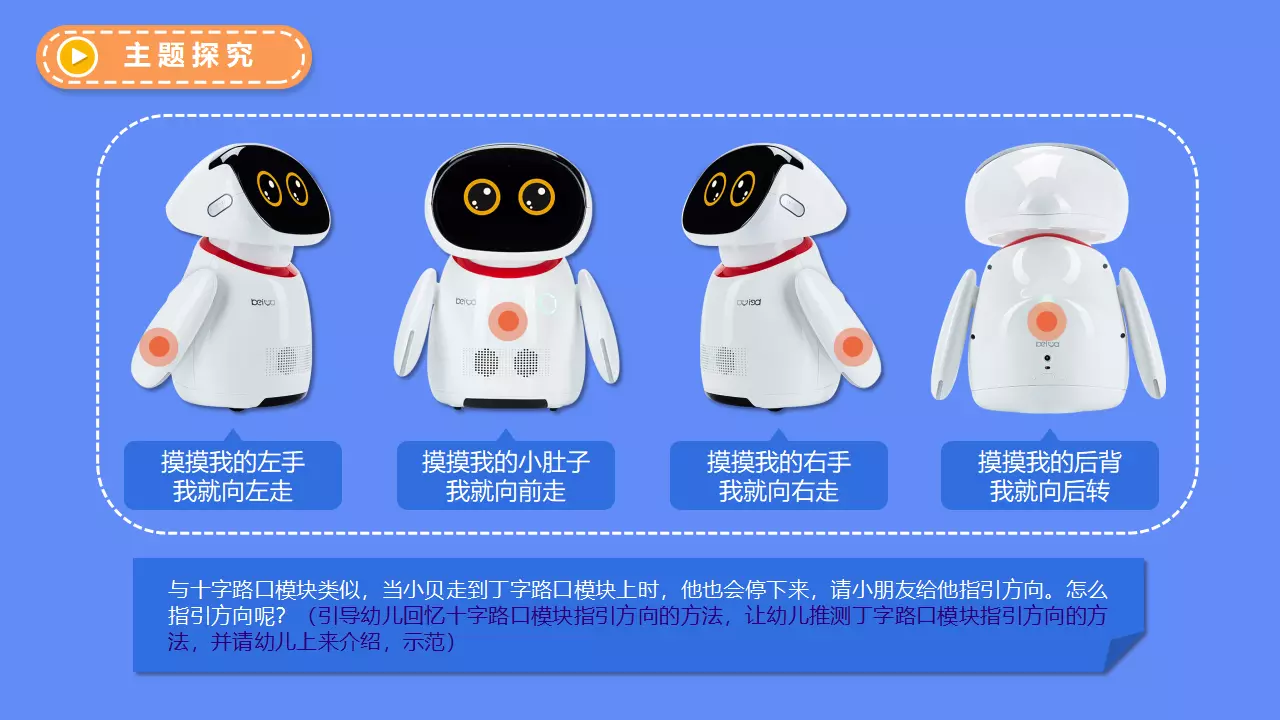 主题探究
beiya
beiya
beiya
摸摸我的左手
我就向左走
摸摸我的小肚子
我就向前走
摸摸我的右手
我就向右走
摸摸我的后背
我就向后转
与十字路口模块类似，当小贝走到丁字路口模块上时，他也会停下来，请小朋友给他指引方向。怎么
指引方向呢？（引导幼儿回忆十字路口模块指引方向的方法，让幼儿推测丁字路口模块指引方向的方
法，并请幼儿上来介绍，示范）